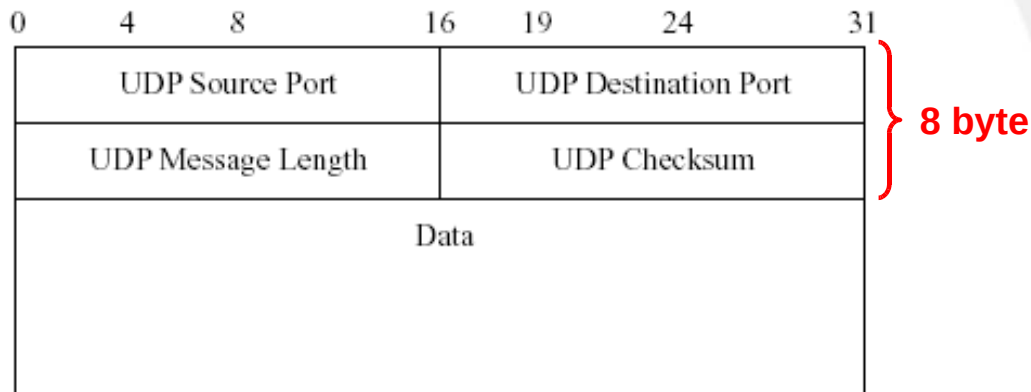 0 4 8 16 19 24 31
UDP Source Port UDP Destination Port
8 byte
UDP Message Length UDP Checksum
Data